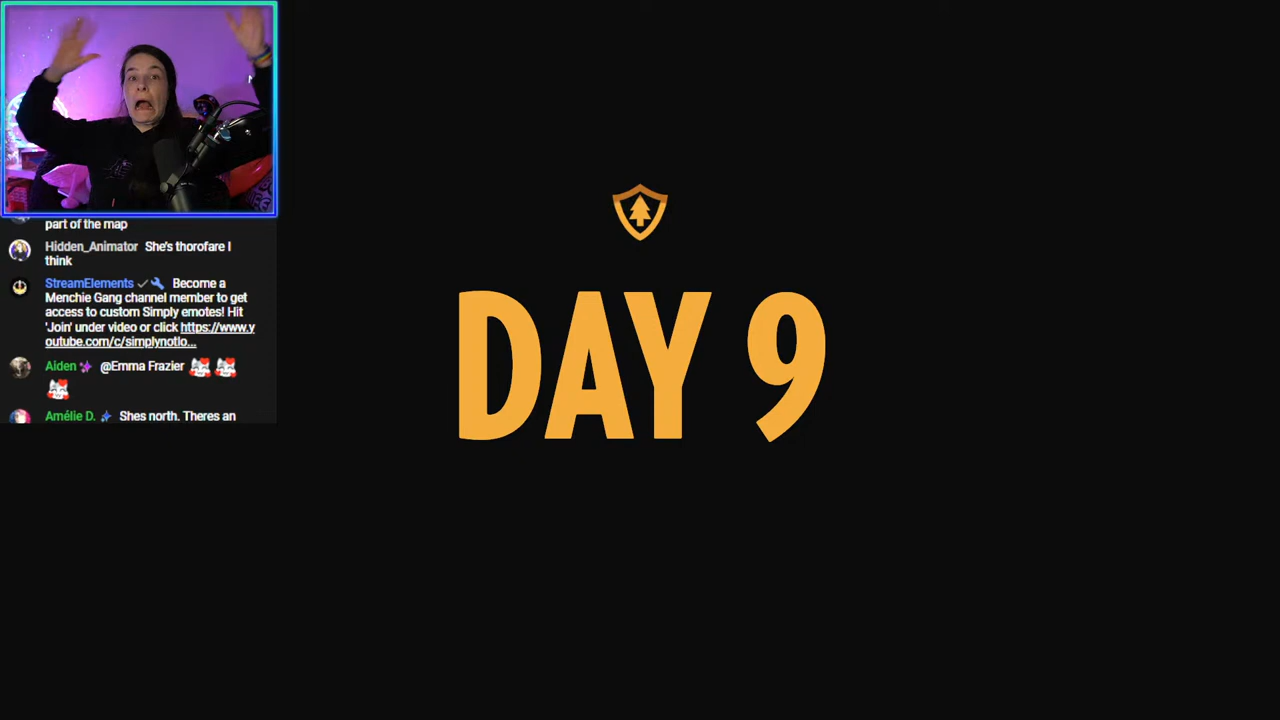 part of the map
Hidden_Animator She's thorofare I
think
StreamElements Become a
Menchie Gang channel member to get
access to custom Simply emotes! Hit
'Join' under video or click https://www.y
outube.com/c/simplynotlo...
Aiden @Emma Frazier
Amélie D. Shes north. Theres an
DAY 9